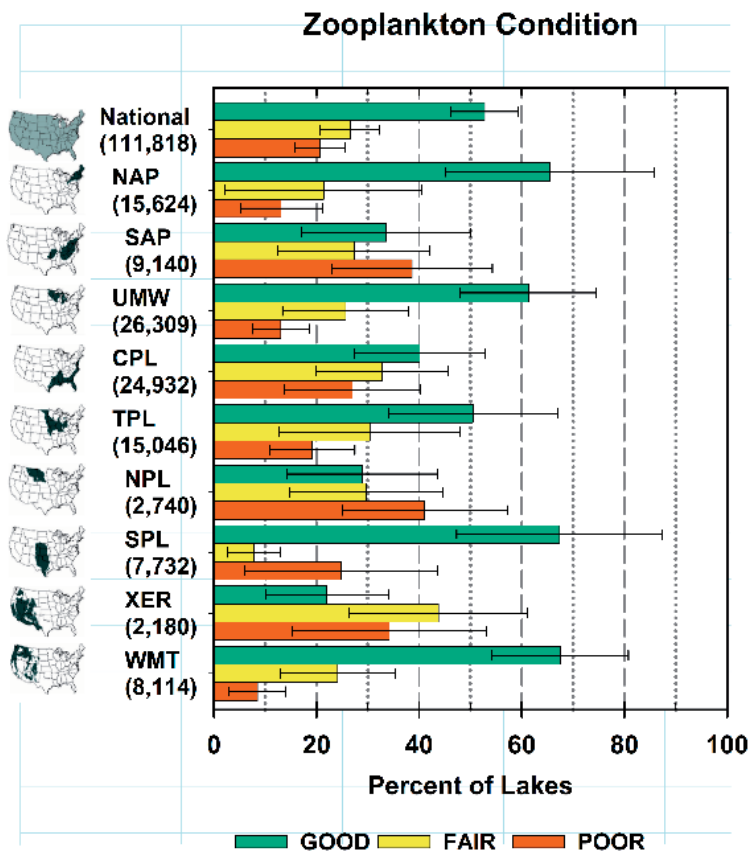 Zooplankton Condition
National
(111,818)
NAP
(15,624)
SAP
(9,140)
UMW
(26,309)
CPL
(24,932)
TPL
(15,046)
NPL
(2,740)
SPL
(7,732)
XER
(2,180)
WMT
(8,114)
0 20 40 60 80 100
Percent of Lakes
GOOD FAIR POOR